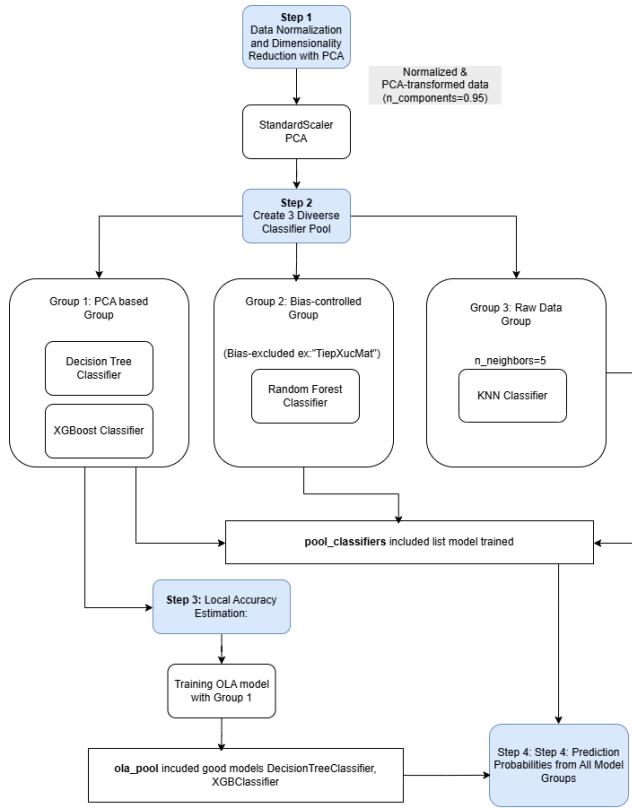 Step 1
Data Normalization
and Dimensionality
Reduction with PCA
Normalized &
PCA-transformed data
(n_components=0.95)
StandardScaler
PCA
Step 2
Create 3 Diveerse
Classifier Pool
Group 1: PCA based
Group
Decision Tree
Classifier
XGBoost Classifier
Group 2: Bias-controlled
Group
(Bias-excluded ex:"TiepXucMat")
Random Forest
Classifier
Group 3: Raw Data
Group
n_neighbors=5
KNN Classifier
pool_classifiers included list model trained
Step 3: Local Accuracy
Estimation:
Training OLA model
with Group 1
ola_pool incuded good models DecisionTreeClassifier,
XGBClassifier
Step 4: Step 4: Prediction
Probabilities from All Model
Groups